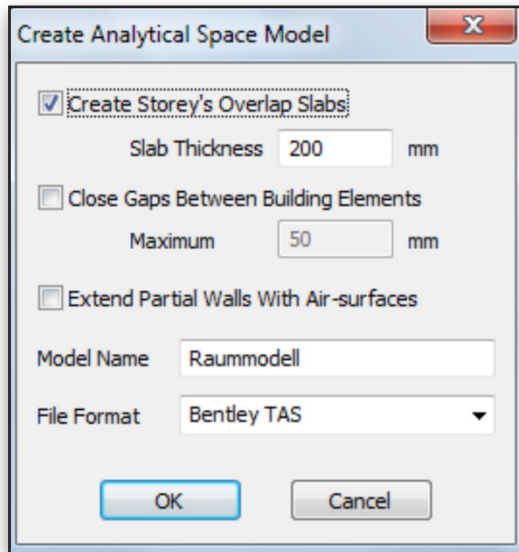 Create Analytical Space Model
Create Storey's Overlap Slabs
Slab Thickness 200 mm
Close Gaps Between Building Elements
Maximum 50 mm
Extend Partial Walls With Air-surfaces
Model Name Raummodell
File Format Bentley TAS
OK Cancel